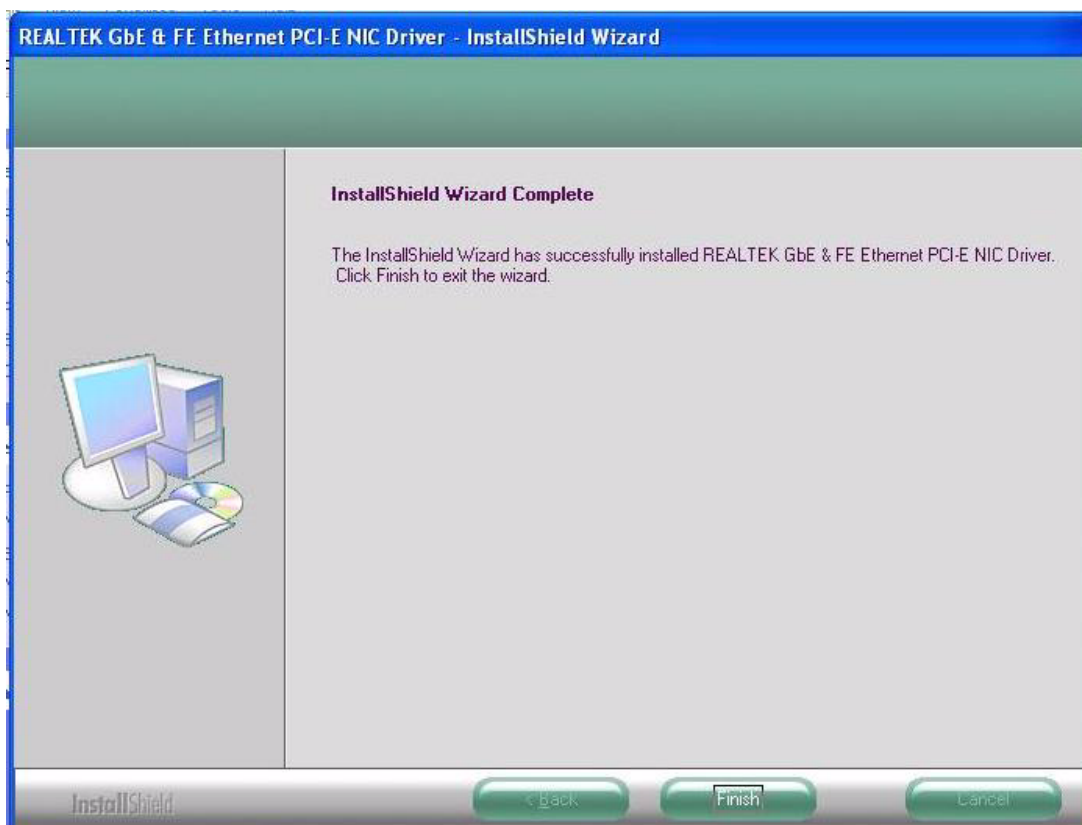 REALTEK GbE & FE Ethernet PCI-E NIC Driver - InstallShield Wizard
InstallShield Wizard Complete
The InstallShield Wizard has successfully installed REALTEK GbE & FE Ethernet PCI-E NIC Driver.
Click Finish to exit the wizard.
InstallShield
< Back
Finish
Cancel